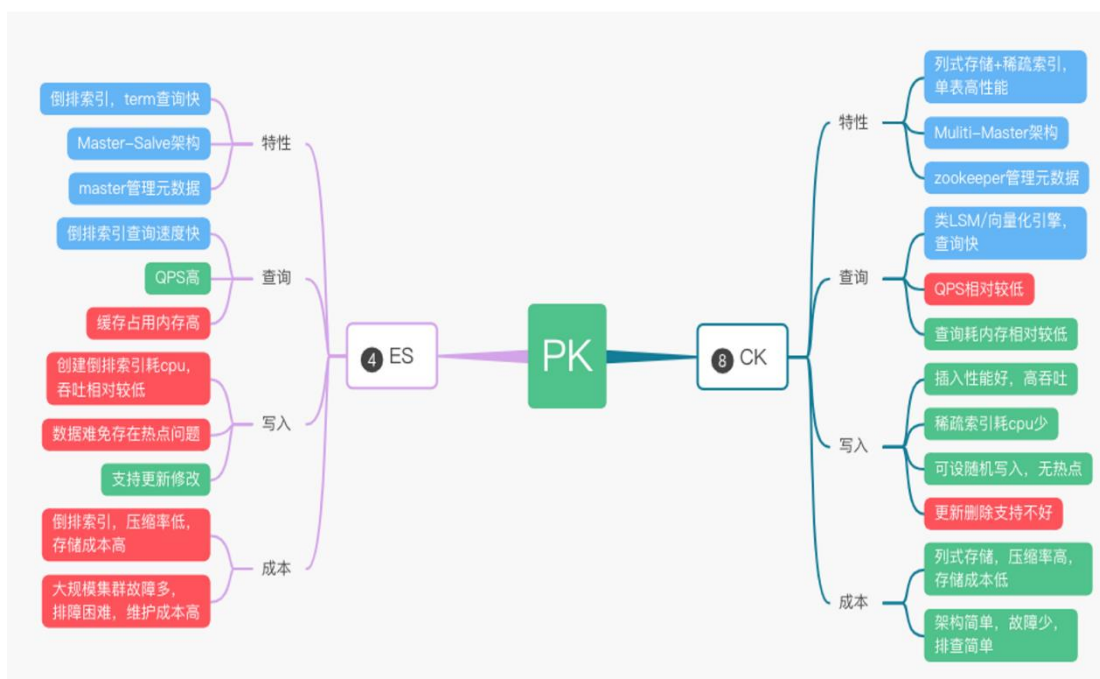 倒排索引，term查询快
Master-Salve架构
master管理元数据
特性
倒排索引查询速度快
QPS高
缓存占用内存高
查询
创建倒排索引耗cpu，
吞吐相对较低
数据难免存在热点问题
支持更新修改
写入
倒排索引，压缩率低，
存储成本高
大规模集群故障多，
排障困难，维护成本高
成本
4 ES
PK
8 CK
特性
列式存储+稀疏索引，
单表高性能
Muliti-Master架构
zookeeper管理元数据
查询
类LSM/向量化引擎，
查询快
QPS相对较低
查询耗内存相对较低
写入
插入性能好，高吞吐
稀疏索引耗cpu少
可设随机写入，无热点
更新删除支持不好
成本
列式存储，压缩率高，
存储成本低
架构简单，故障少，
排查简单